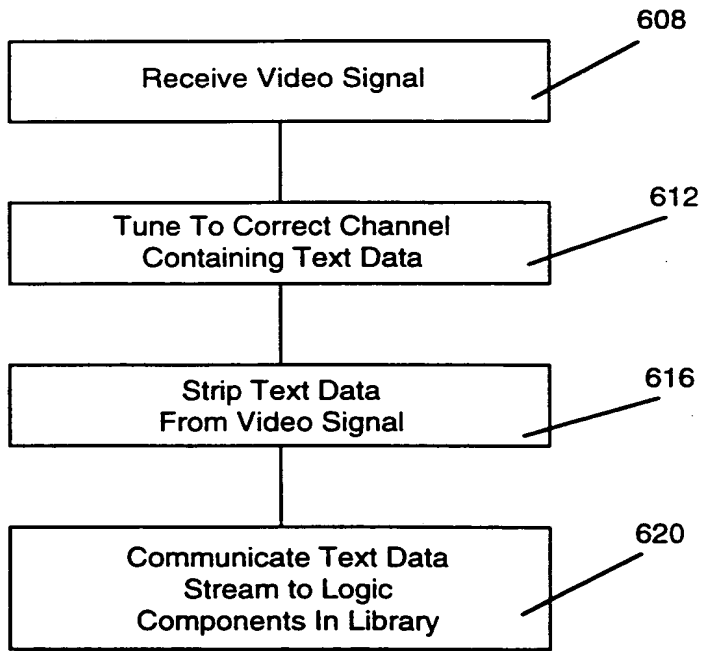 608
Receive Video Signal
612
Tune To Correct Channel
Containing Text Data
616
Strip Text Data
From Video Signal
620
Communicate Text Data
Stream to Logic
Components In Library